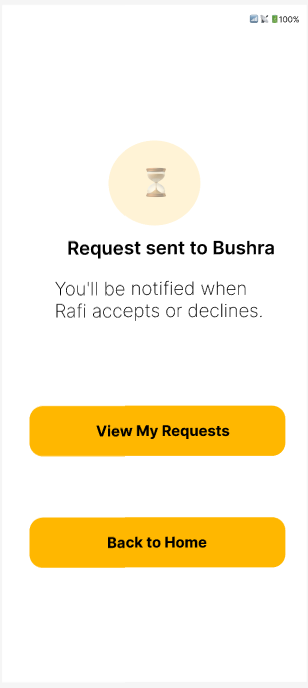 100%
Request sent to Bushra
You'll be notified when
Rafi accepts or declines.
View My Requests
Back to Home